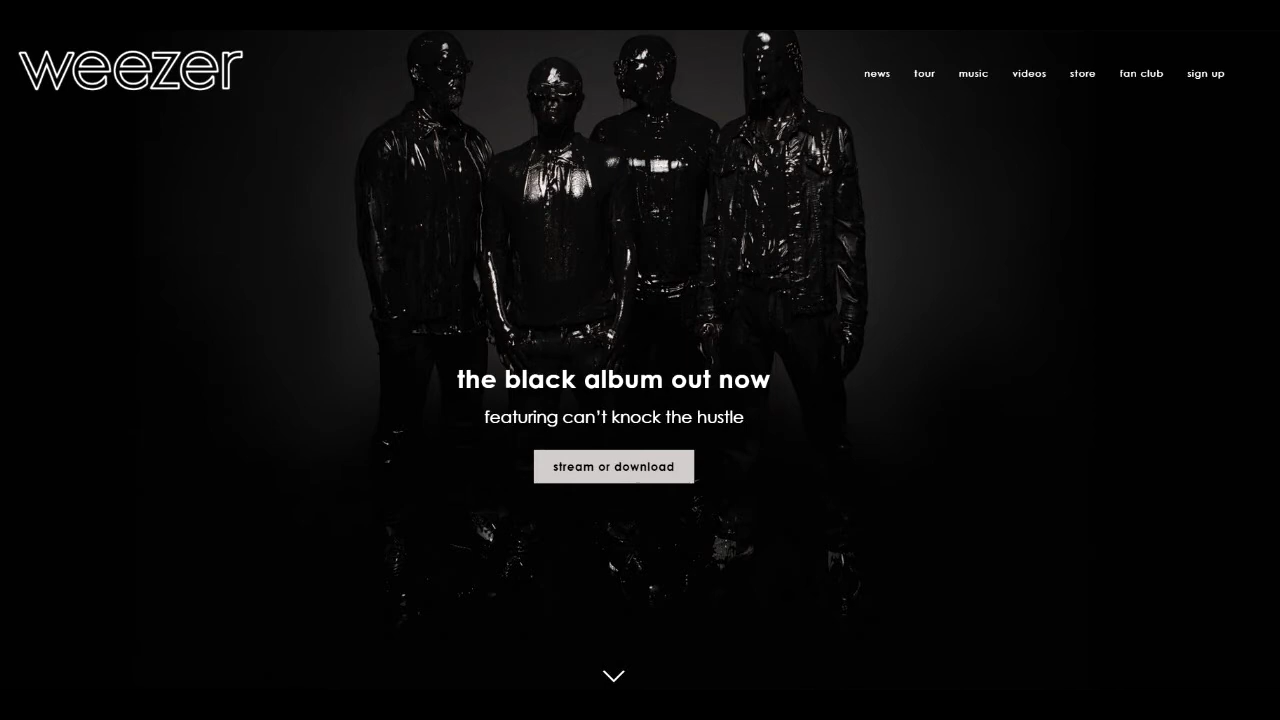 weezer
news tour music videos store fan club sign up
the black album out now
featuring can't knock the hustle
stream or download